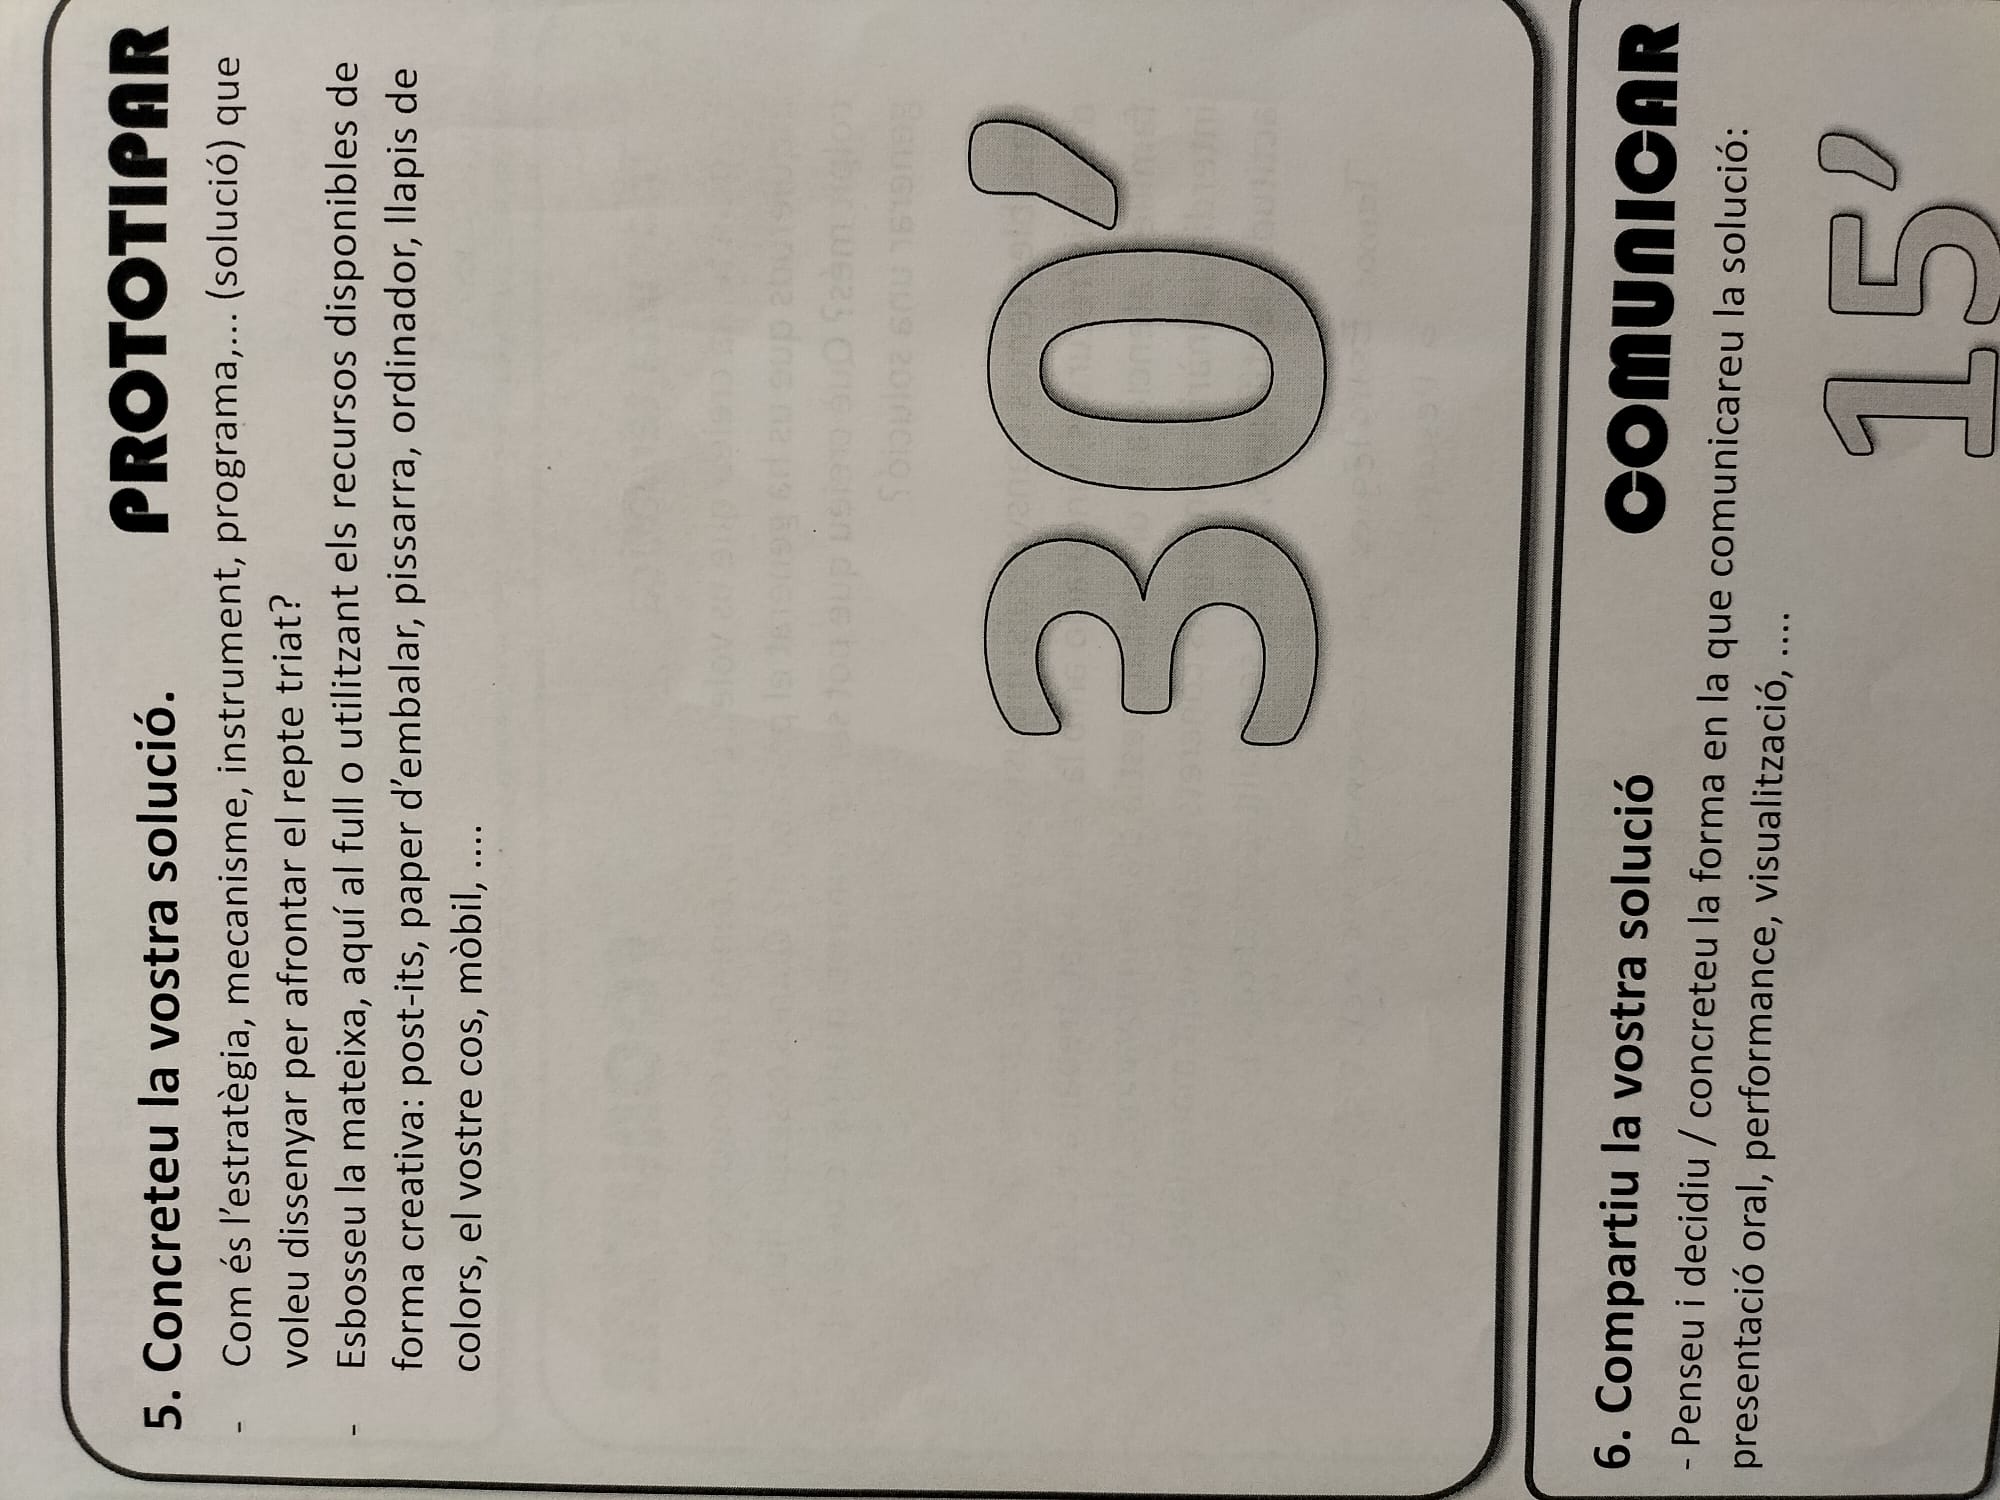 PROTOTIPAR
5. Concreteu la vostra solució.
- Com és l'estratègia, mecanisme, instrument, programa,... (solució) que
voleu dissenyar per afrontar el repte triat?
- Esbosseu la mateixa, aquí al full o utilitzant els recursos disponibles de
forma creativa: post-its, paper d'embalar, pissarra, ordinador, llapis de
colors, el vostre cos, mòbil, ....
30'
6. Compartiu la vostra solució
COMUNICAR
- Penseu i decidiu / concreteu la forma en la que comunicareu la solució:
presentació oral, performance, visualització, ....
15'